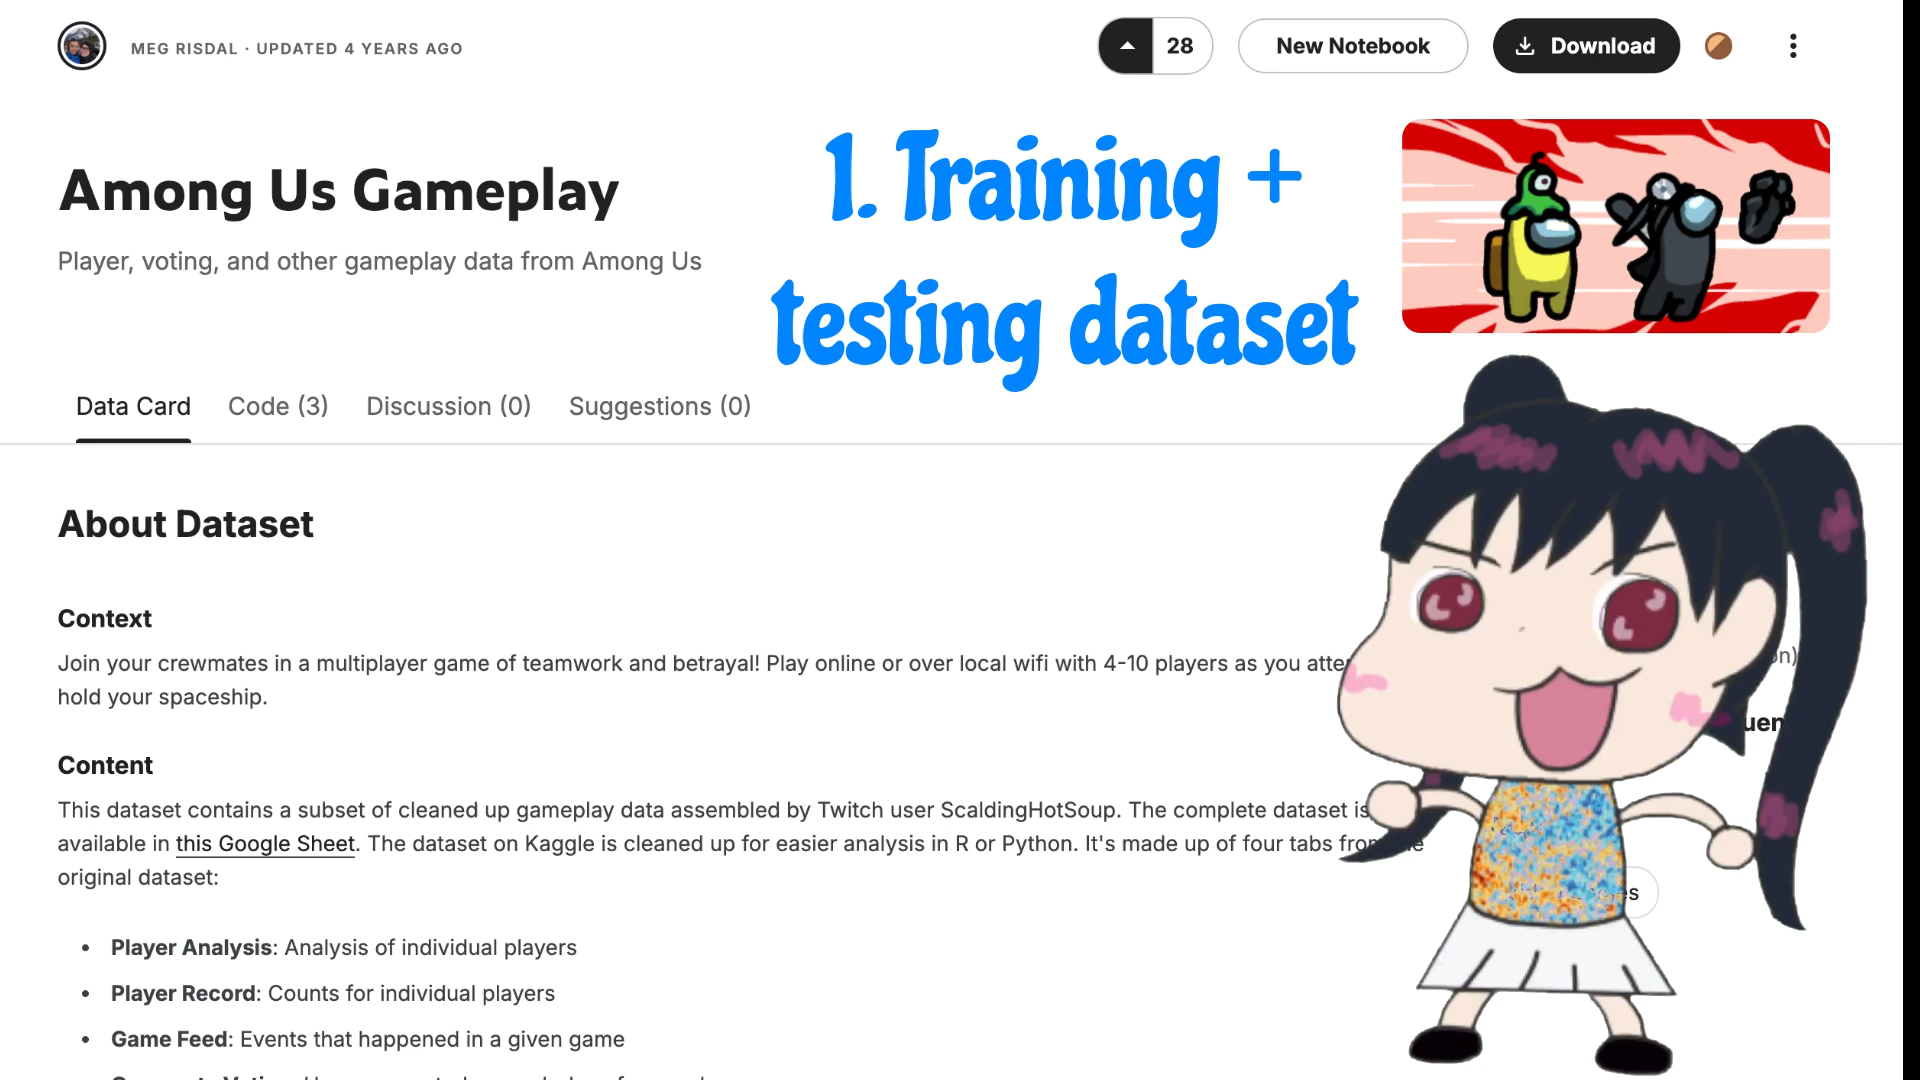 MEG RISDAL · UPDATED 4 YEARS AGO
28
New Notebook
Download
1. Training +
testing dataset
Among Us Gameplay
Player, voting, and other gameplay data from Among Us
Data Card
Code (3)
Discussion (0)
Suggestions (0)
About Dataset
Context
Join your crewmates in a multiplayer game of teamwork and betrayal! Play online or over local wifi with 4-10 players as you
hold your spaceship.
Content
This dataset contains a subset of cleaned up gameplay data assembled by Twitch user ScaldingHotSoup. The complete dataset is
available in this Google Sheet. The dataset on Kaggle is cleaned up for easier analysis in R or Python. It's made up of four tabs
original dataset:
• Player Analysis: Analysis of individual players
• Player Record: Counts for individual players
• Game Feed: Events that happened in a given game